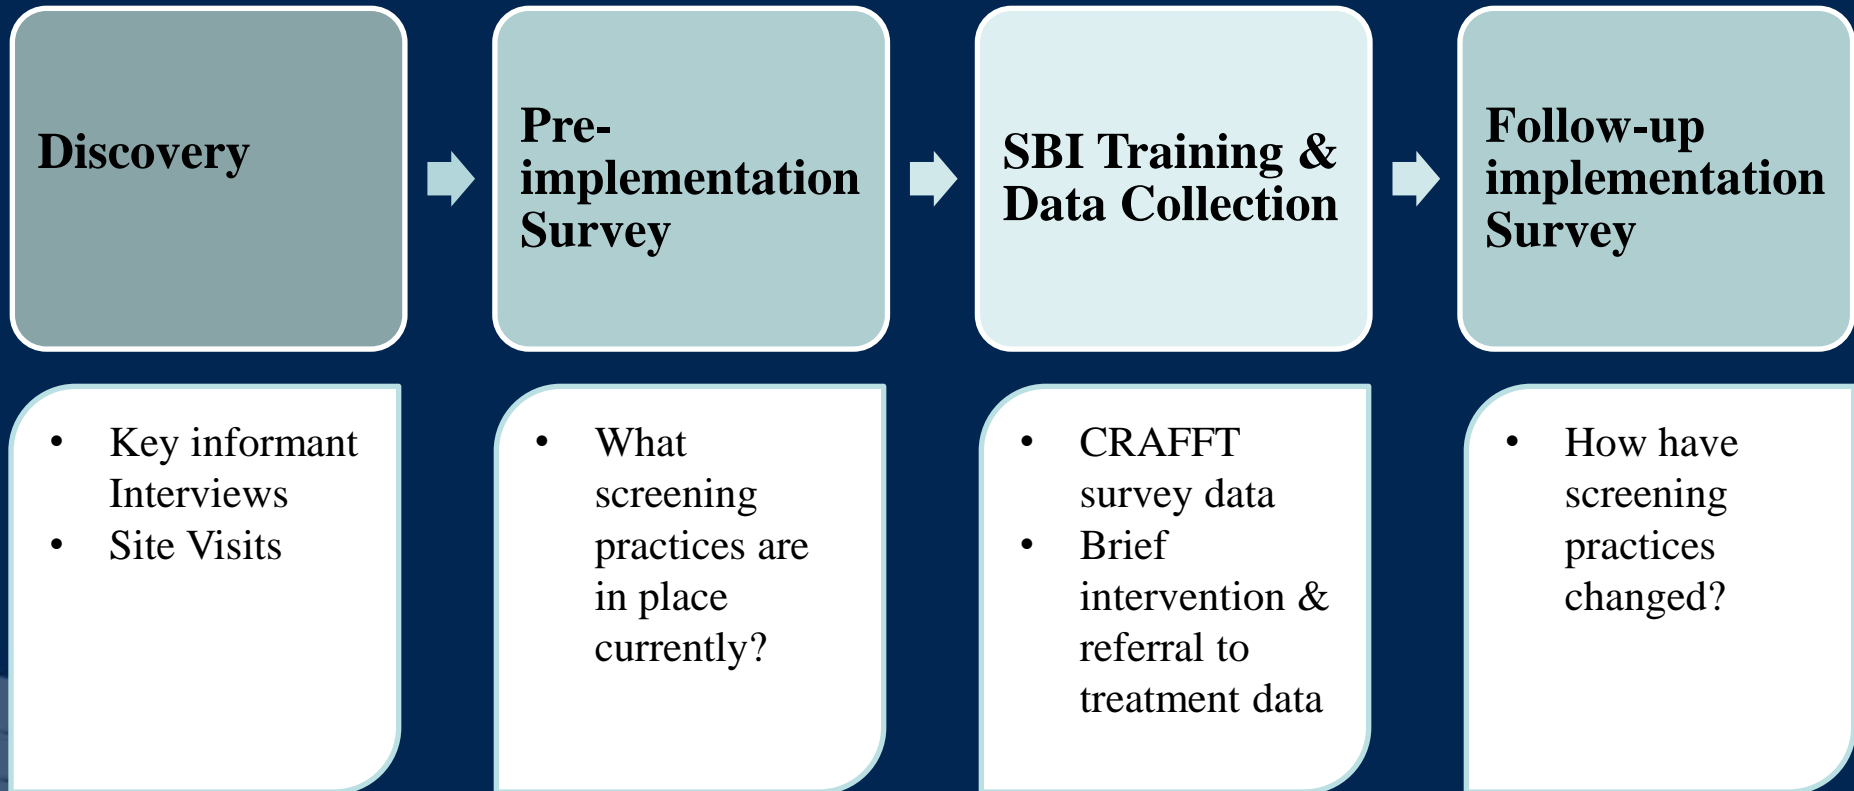 Discovery
Pre-
implementation
Survey
SBI Training &
Data Collection
Follow-up
implementation
Survey
• Key informant
Interviews
• Site Visits
• What
screening
practices are
in place
currently?
• CRAFFT
survey data
• Brief
intervention &
referral to
treatment data
• How have
screening
practices
changed?